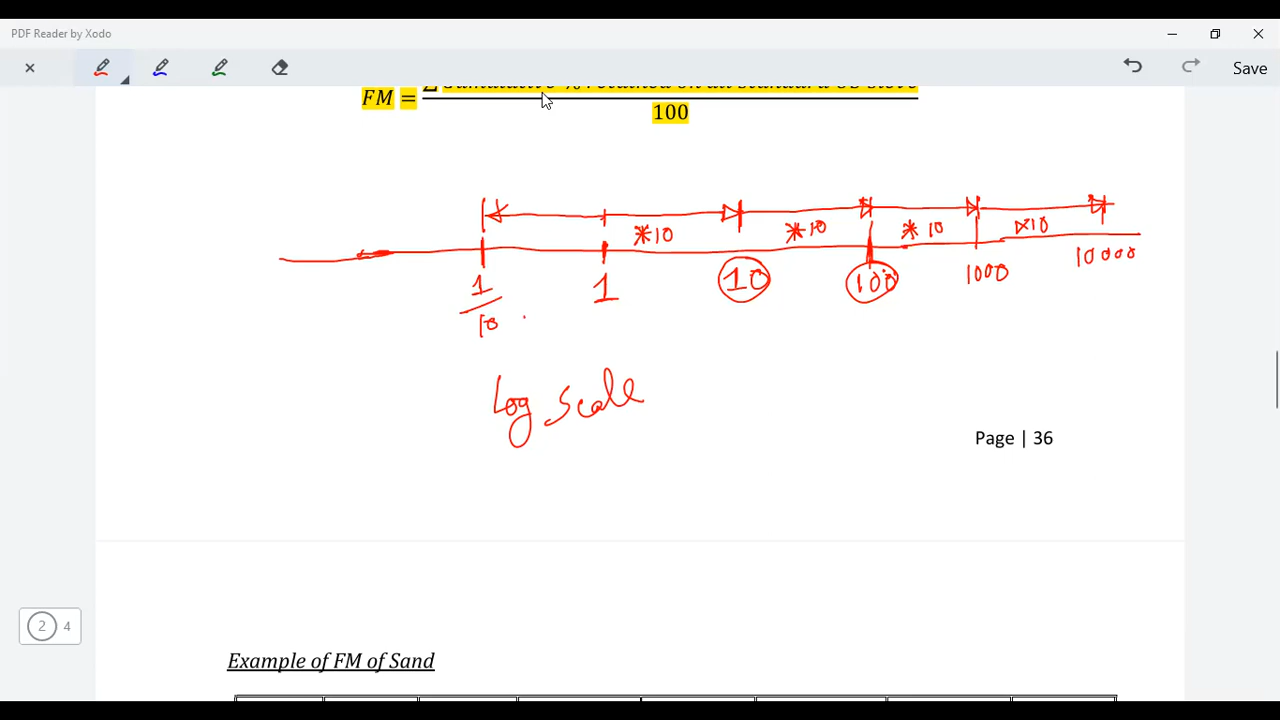 PDF Reader by Xodo
Save
FM =
100
*10 *10 *10 *10
1/10 1 10 100 1000 10000
Log Scale
Page | 36
2 4
Example of FM of Sand